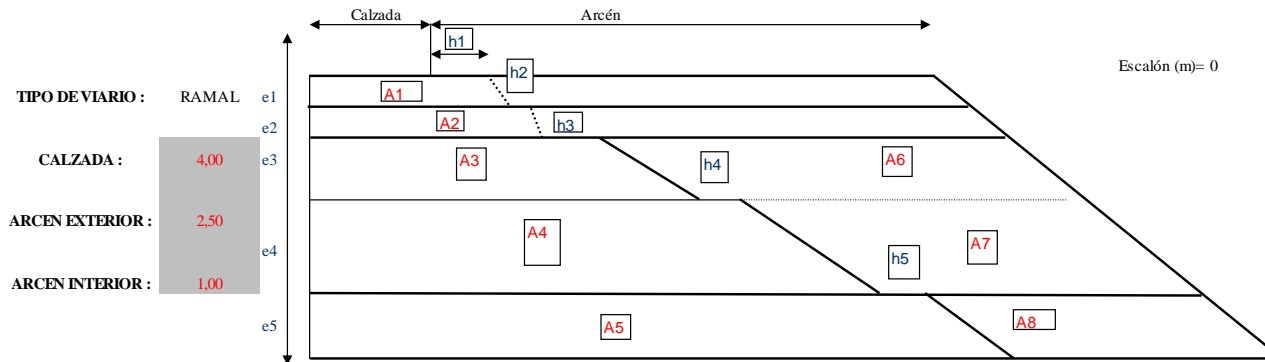 Calzada Arcén
h1
h2
Escalón (m)= 0
TIPO DE VIARIO : RAMAL e1 A1
e2 A2 h3
CALZADA : 4,00 e3 A3 h4 A6
ARCEN EXTERIOR : 2,50
e4 A4 h5 A7
ARCEN INTERIOR : 1,00
e5 A5 A8